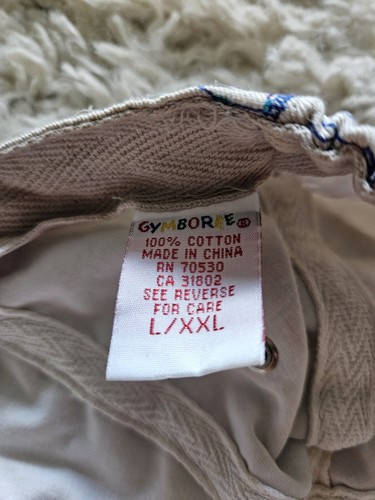 GYMBOREE®
100% COTTON
MADE IN CHINA
RN 70530
CA 31802
SEE REVERSE
FOR CARE
L/XXL